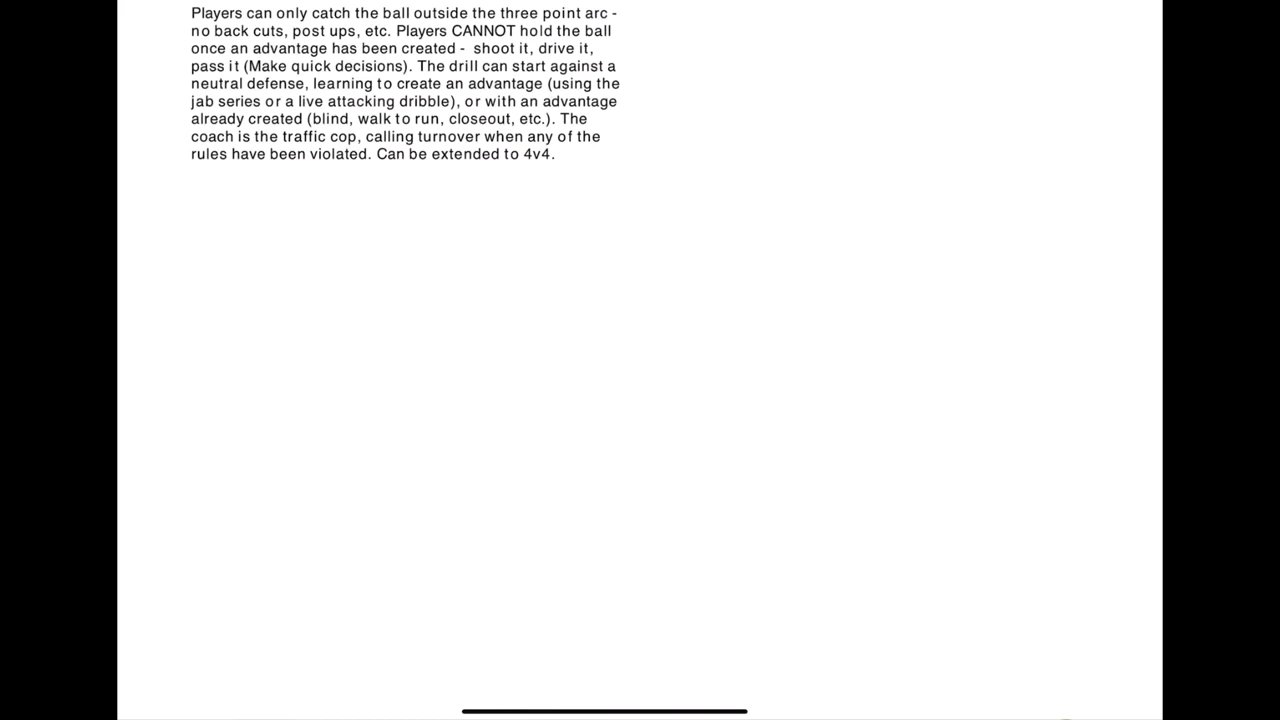 Players can only catch the ball outside the three point arc -
no back cuts, post ups, etc. Players CANNOT hold the ball
once an advantage has been created -  shoot it, drive it,
pass it (Make quick decisions). The drill can start against a
neutral defense, learning to create an advantage (using the
jab series or a live attacking dribble), or with an advantage
already created (blind, walk to run, closeout, etc.). The
coach is the traffic cop, calling turnover when any of the
rules have been violated. Can be extended to 4v4.